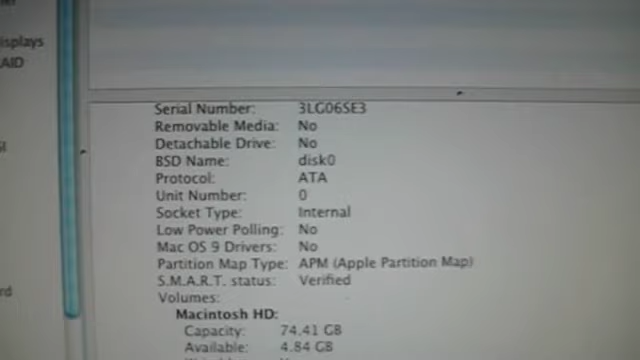 isplays
AID
Serial Number: 3LG06SE3
Removable Media: No
Detachable Drive: No
BSD Name: disk0
Protocol: ATA
Unit Number: 0
Socket Type: Internal
Low Power Polling: No
Mac OS 9 Drivers: No
Partition Map Type: APM (Apple Partition Map)
S.M.A.R.T. status: Verified
Volumes:
Macintosh HD:
Capacity: 74.41 GB
Available: 4.84 GB
rd